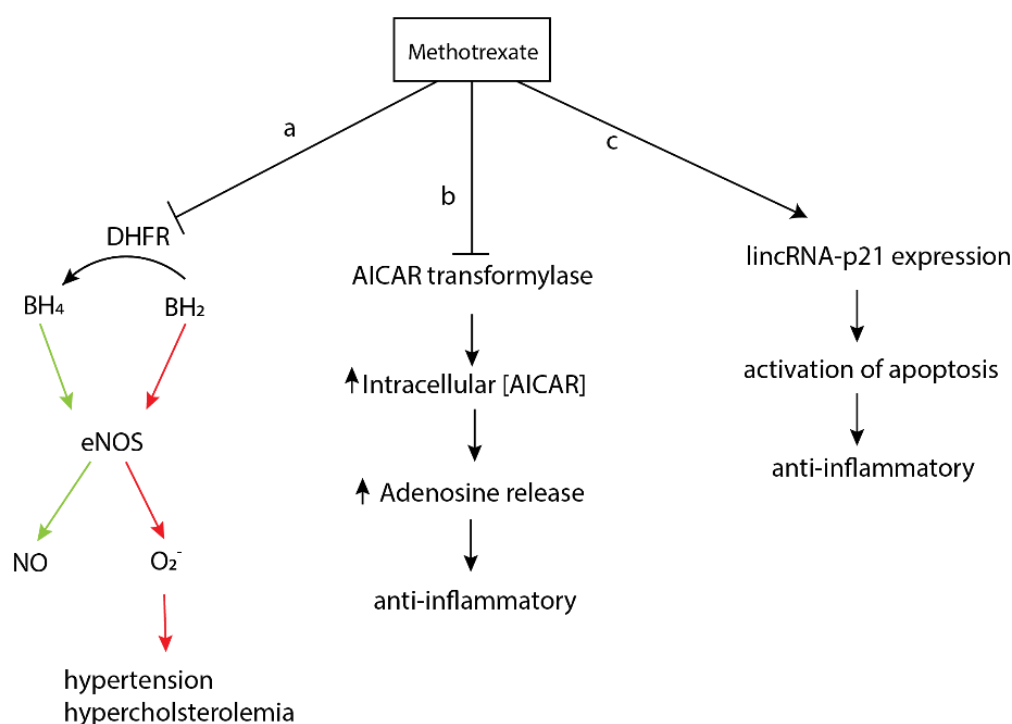 Methotrexate
a
b
c
DHFR
BH₄
BH₂
eNOS
NO
O₂⁻
hypertension
hypercholsterolemia
AICAR transformylase
Intracellular [AICAR]
Adenosine release
anti-inflammatory
lincRNA-p21 expression
activation of apoptosis
anti-inflammatory